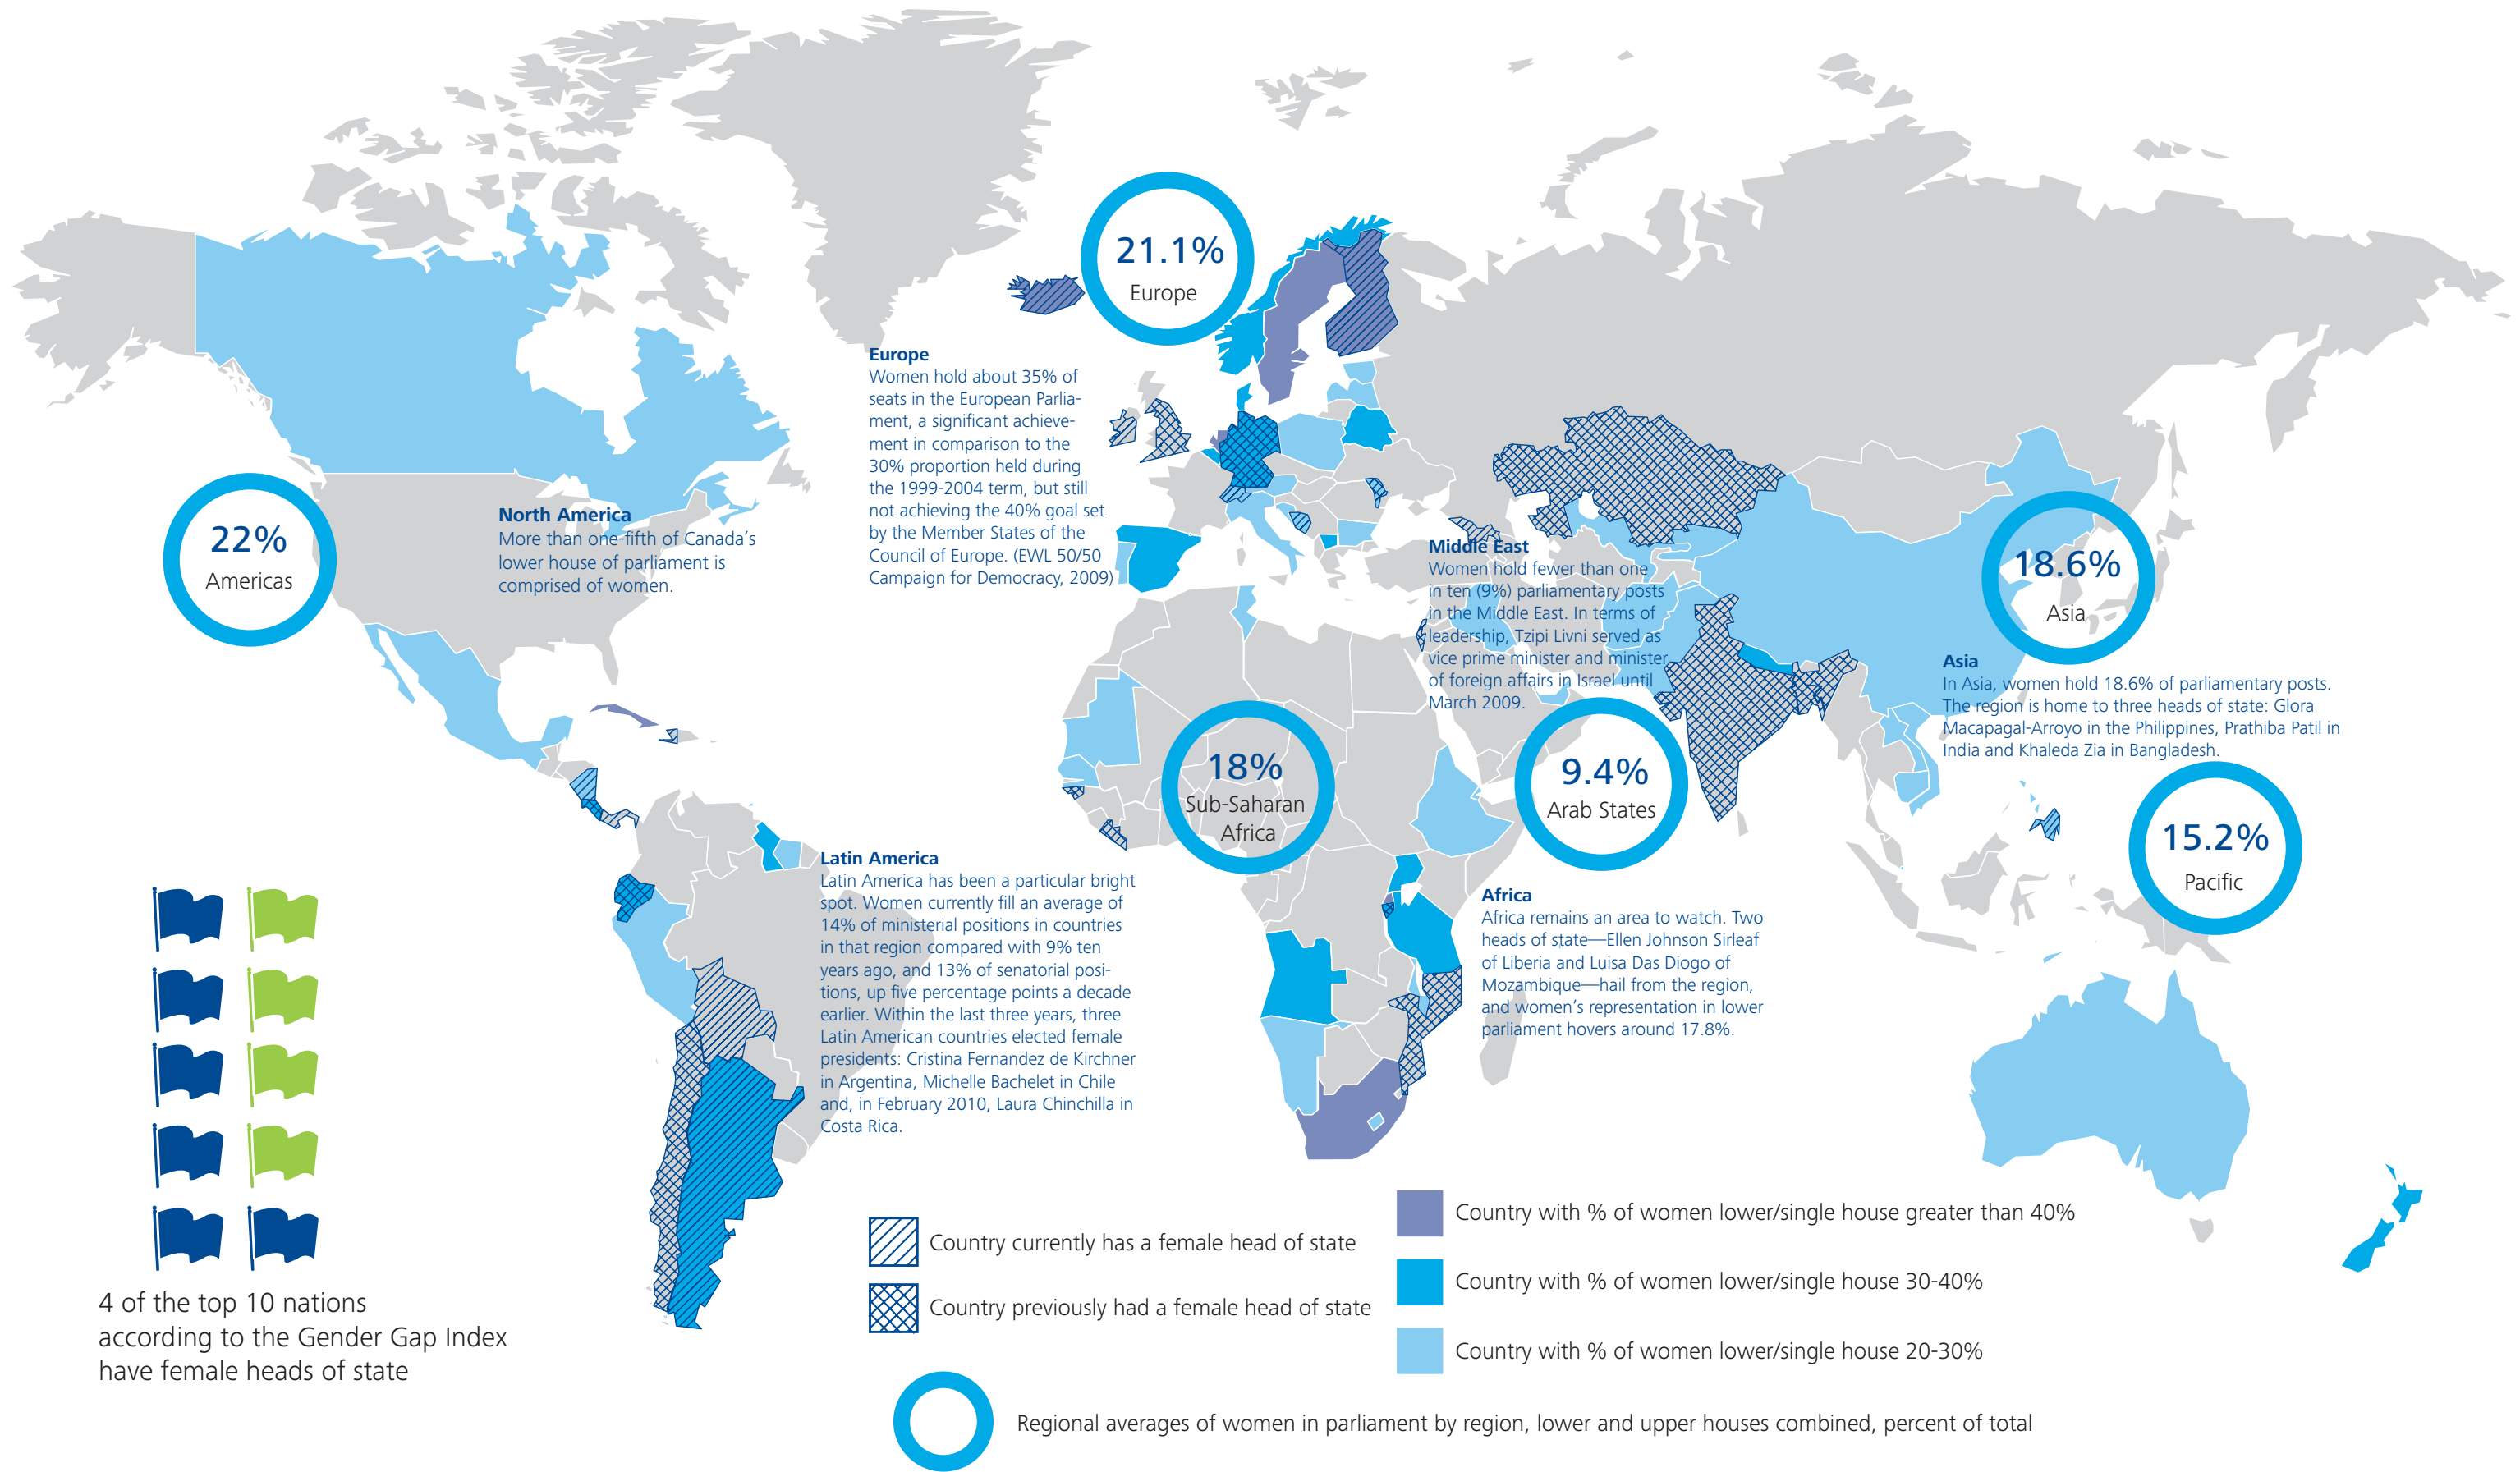 21.1%
Europe
Europe
Women hold about 35% of
seats in the European Parlia-
ment, a significant achieve-
ment in comparison to the
30% proportion held during
the 1999-2004 term, but still
not achieving the 40% goal set
by the Member States of the
Council of Europe. (EWL 50/50
Campaign for Democracy, 2009)
22%
Americas
North America
More than one-fifth of Canada's
lower house of parliament is
comprised of women.
Middle East
Women hold fewer than one
in ten (9%) parliamentary posts
in the Middle East. In terms of
leadership, Tzipi Livni served as
vice prime minister and minister
of foreign affairs in Israel until
March 2009.
18.6%
Asia
Asia
In Asia, women hold 18.6% of parliamentary posts.
The region is home to three heads of state: Glora
Macapagal-Arroyo in the Philippines, Prathiba Patil in
India and Khaleda Zia in Bangladesh.
18%
Sub-Saharan
Africa
9.4%
Arab States
15.2%
Pacific
Latin America
Latin America has been a particular bright
spot. Women currently fill an average of
14% of ministerial positions in countries
in that region compared with 9% ten
years ago, and 13% of senatorial posi-
tions, up five percentage points a decade
earlier. Within the last three years, three
Latin American countries elected female
presidents: Cristina Fernandez de Kirchner
in Argentina, Michelle Bachelet in Chile
and, in February 2010, Laura Chinchilla in
Costa Rica.
Africa
Africa remains an area to watch. Two
heads of state—Ellen Johnson Sirleaf
of Liberia and Luisa Das Diogo of
Mozambique—hail from the region,
and women's representation in lower
parliament hovers around 17.8%.
4 of the top 10 nations
according to the Gender Gap Index
have female heads of state
Country currently has a female head of state
Country previously had a female head of state
Country with % of women lower/single house greater than 40%
Country with % of women lower/single house 30-40%
Country with % of women lower/single house 20-30%
Regional averages of women in parliament by region, lower and upper houses combined, percent of total